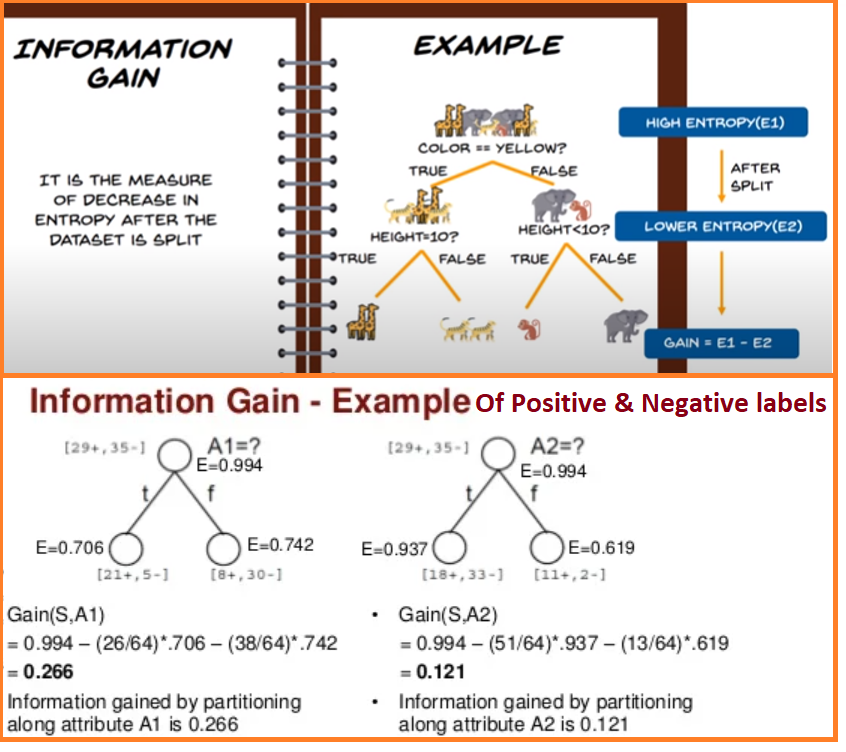 INFORMATION
GAIN
IT IS THE MEASURE
OF DECREASE IN
ENTROPY AFTER THE
DATASET IS SPLIT
EXAMPLE
COLOR == YELLOW?
TRUE FALSE
HEIGHT=10? HEIGHT<10?
TRUE FALSE TRUE FALSE
HIGH ENTROPY(E1)
AFTER
SPLIT
LOWER ENTROPY(E2)
GAIN = E1 - E2
Information Gain - Example Of Positive & Negative labels
[29+,35-] A1=?
E=0.994
t f
E=0.706 E=0.742
[21+,5-] [8+,30-]
Gain(S,A1)
= 0.994 – (26/64)*.706 – (38/64)*.742
= 0.266
Information gained by partitioning
along attribute A1 is 0.266
[29+,35-] A2=?
E=0.994
t f
E=0.937 E=0.619
[18+,33-] [11+,2-]
• Gain(S,A2)
= 0.994 – (51/64)*.937 – (13/64)*.619
= 0.121
• Information gained by partitioning
along attribute A2 is 0.121